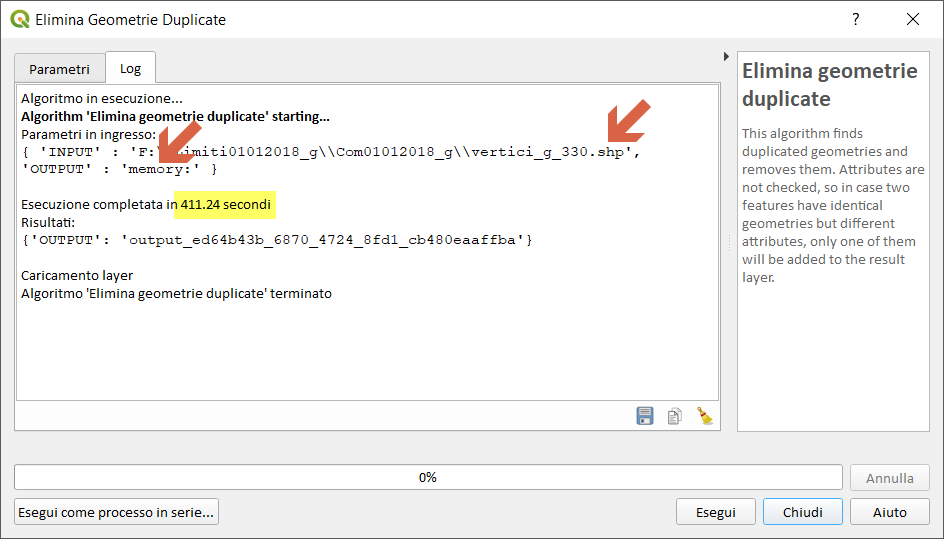 Elimina Geometrie Duplicate
Parametri
Log
Algoritmo in esecuzione...
Algorithm 'Elimina geometrie duplicate' starting...
Parametri in ingresso:
{ 'INPUT' : 'F:\\Limiti01012018_g\\Com01012018_g\\vertici_g_330.shp',
'OUTPUT' : 'memory:' }
Esecuzione completata in 411.24 secondi
Risultati:
{'OUTPUT': 'output_ed64b43b_6870_4724_8fd1_cb480eaaffba'}
Caricamento layer
Algoritmo 'Elimina geometrie duplicate' terminato
Elimina geometrie
duplicate
This algorithm finds
duplicated geometries and
removes them. Attributes are
not checked, so in case two
features have identical
geometries but different
attributes, only one of them
will be added to the result
layer.
0%
Annulla
Esegui come processo in serie...
Esegui
Chiudi
Aiuto